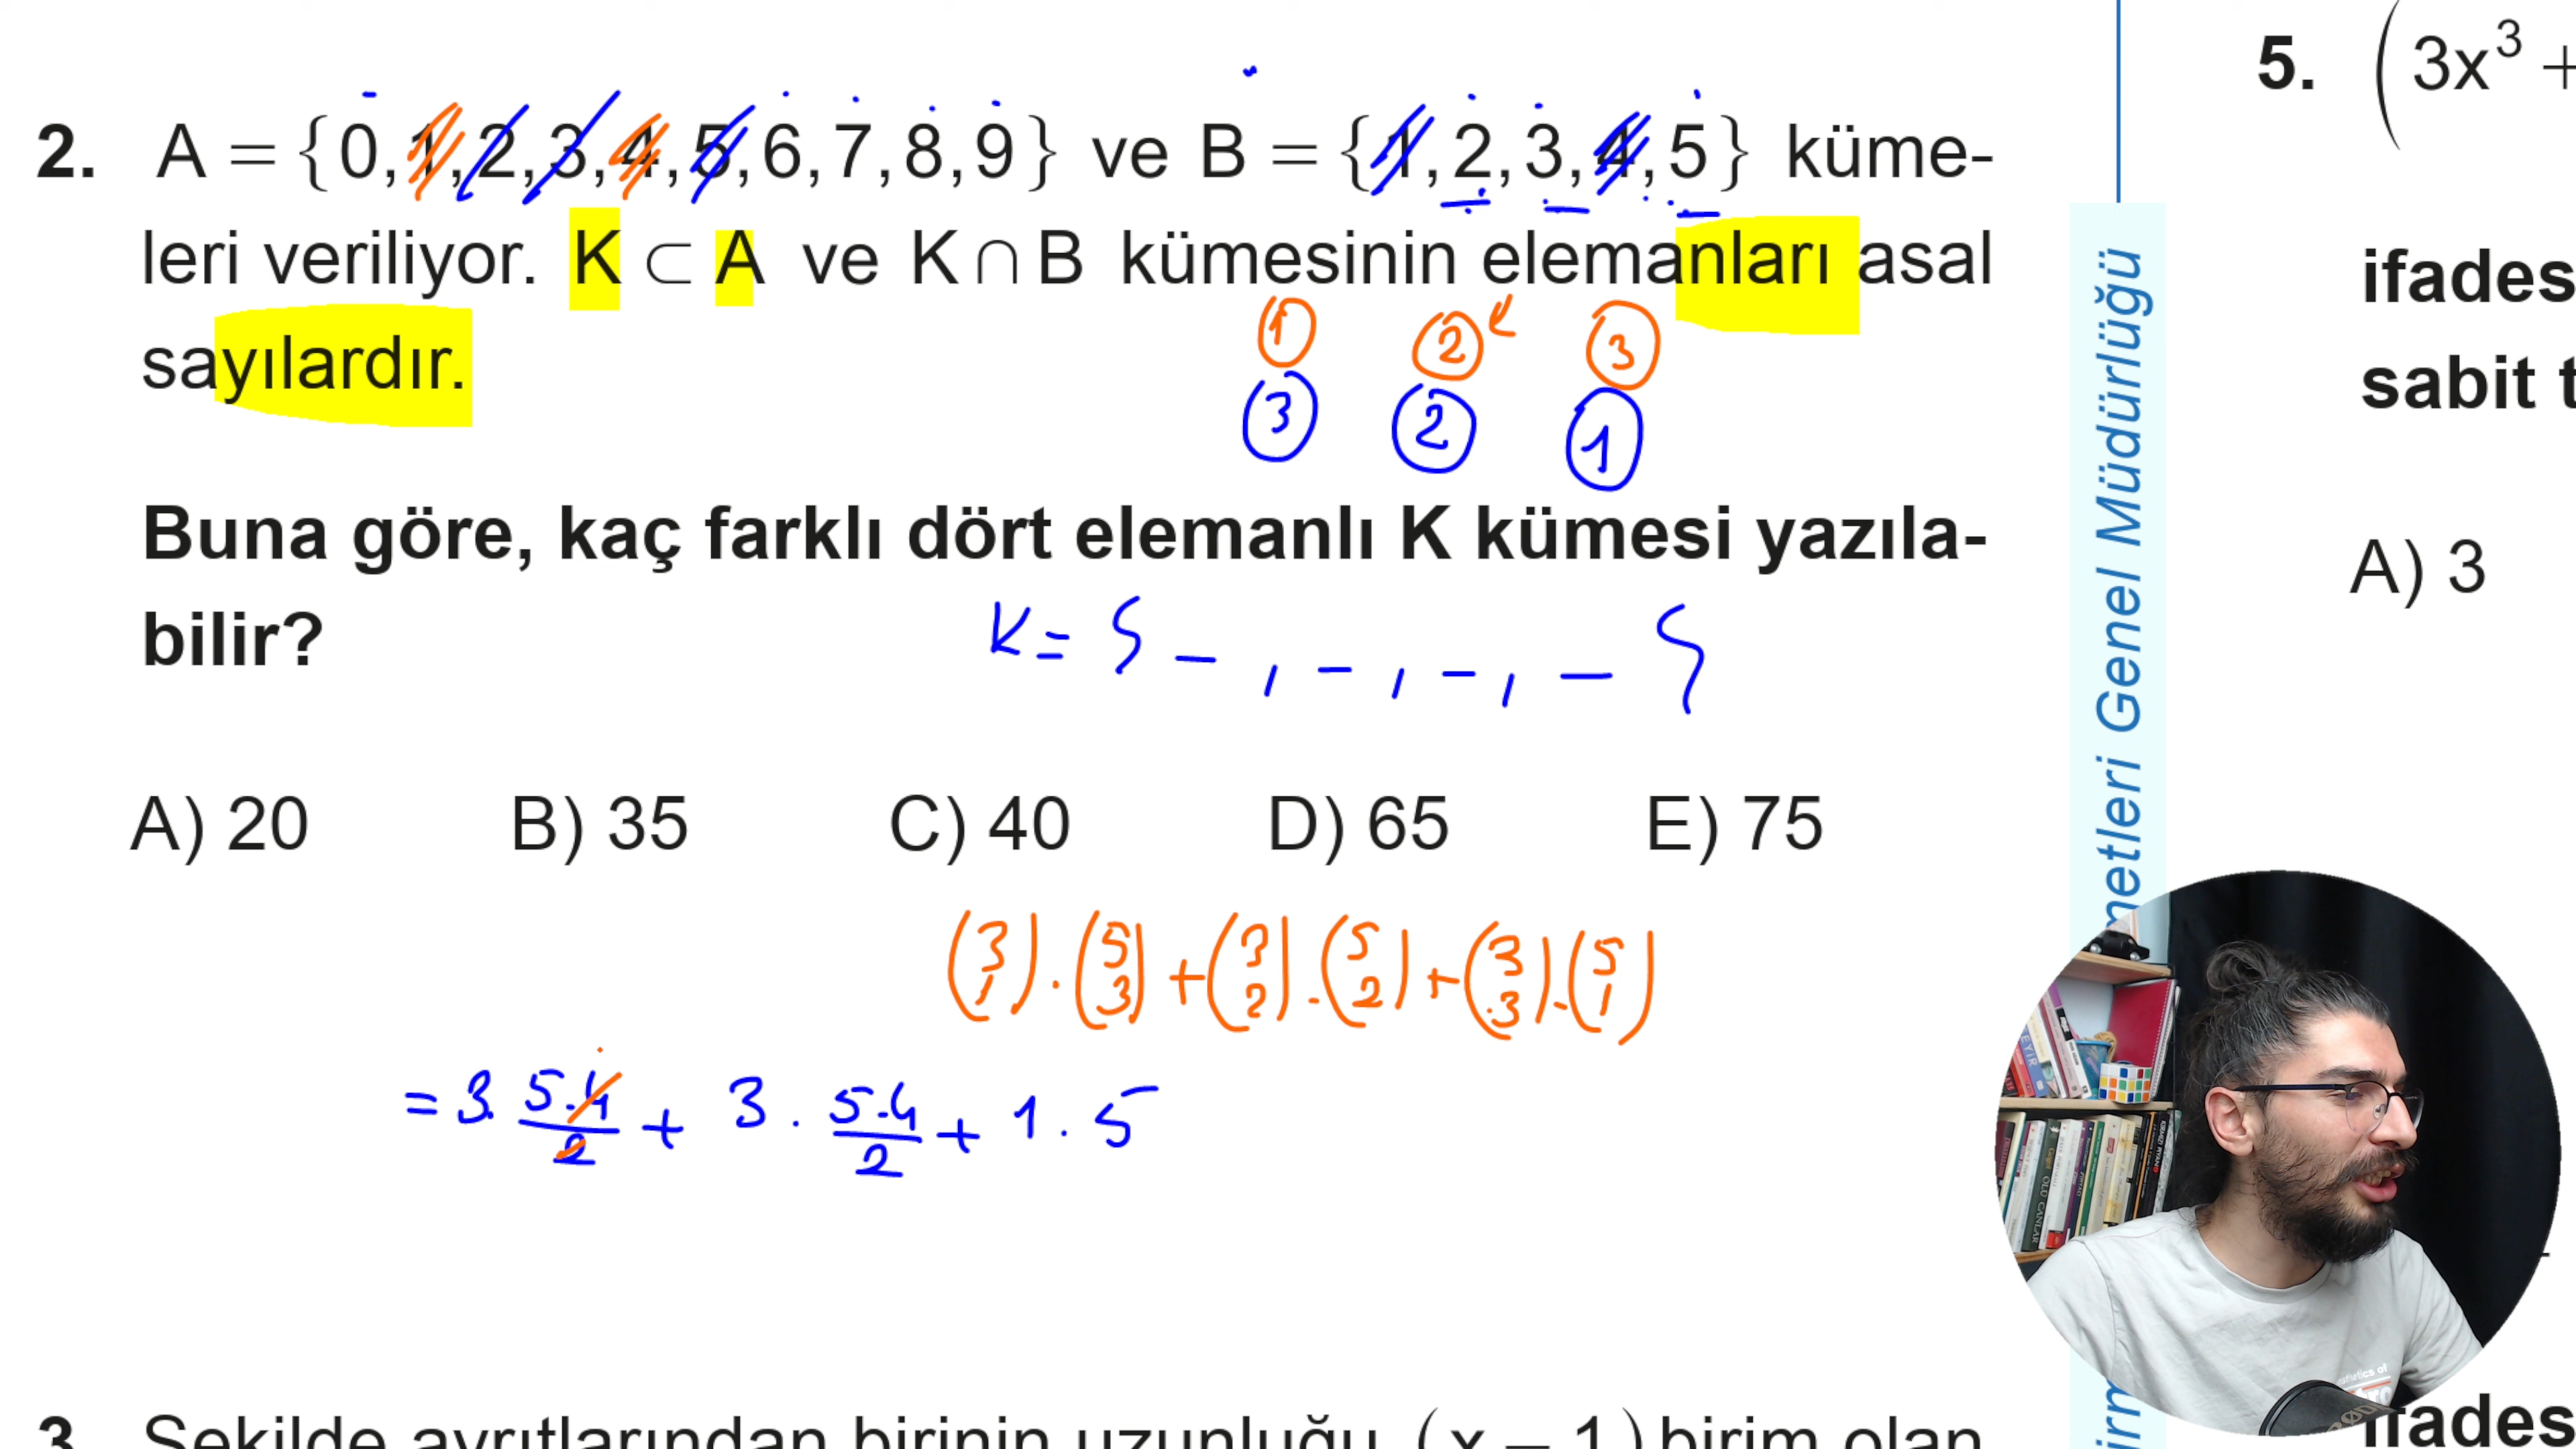 2. A = {0, 1, 2, 3, 4, 5, 6, 7, 8, 9} ve B = {1, 2, 3, 4, 5} küme-
leri veriliyor. K ⊂ A ve K ∩ B kümesinin elemanları asal
sayılardır.
1 2 K 3
3 2 1
Buna göre, kaç farklı dört elemanlı K kümesi yazıla-
bilir?
K = { _ , _ , _ , _ }
A) 20 B) 35 C) 40 D) 65 E) 75
(3 1) . (5 3) + (3 2) . (5 2) + (3 3) . (5 1)
= 3. 5.4/2 + 3 . 5.4/2 + 1 . 5
3 Şekilde ayrıtlarından birinin uzunluğu (x − 1) birim olan
5. (3x³ +
ifades
sabit t
A) 3
ifades
metleri Genel Müdürlüğü